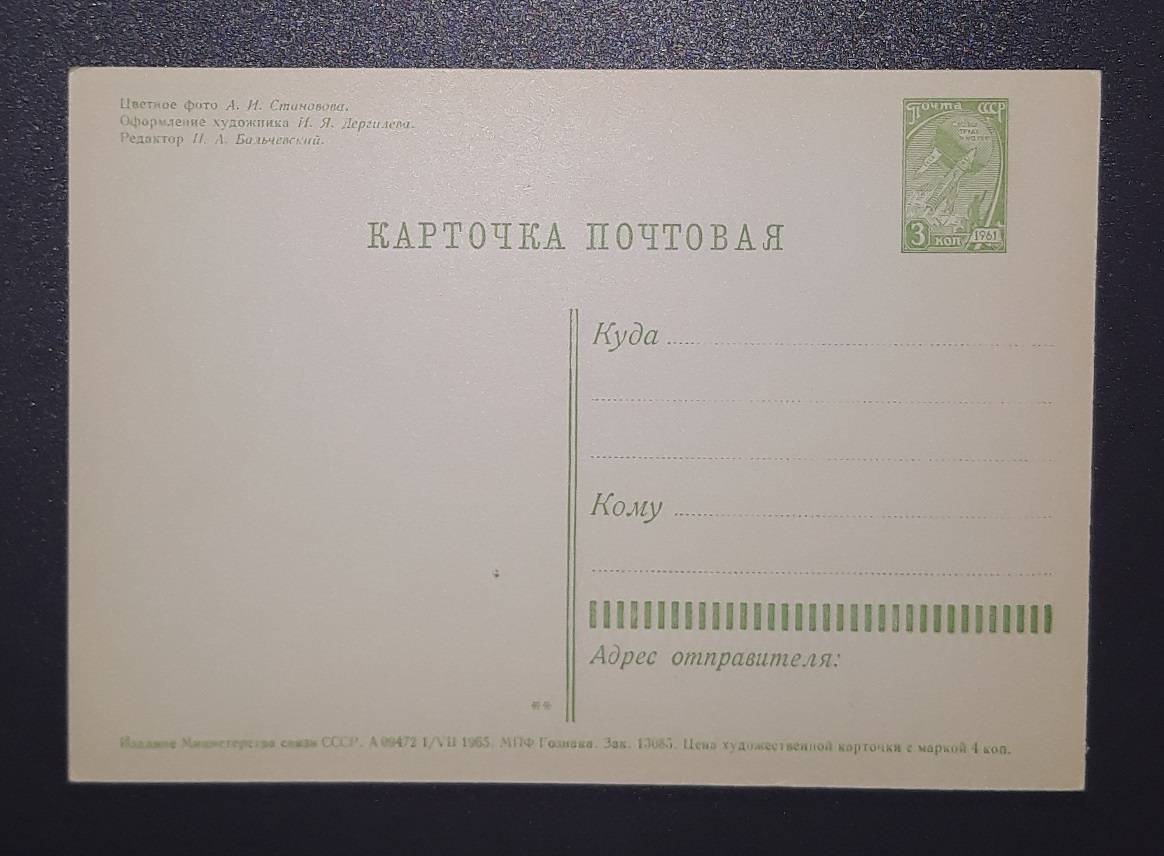 Цветное фото А. И. Становова.
Оформление художника И. Я. Дергилева.
Редактор П. А. Бальчевский.
Почта СССР
3 коп 1961
КАРТОЧКА ПОЧТОВАЯ
Куда
Кому
Адрес отправителя:
Издание Министерства связи СССР. А 09472 1/VII 1965. МПФ Гознака. Зак. 13085. Цена художественной карточки с маркой 4 коп.